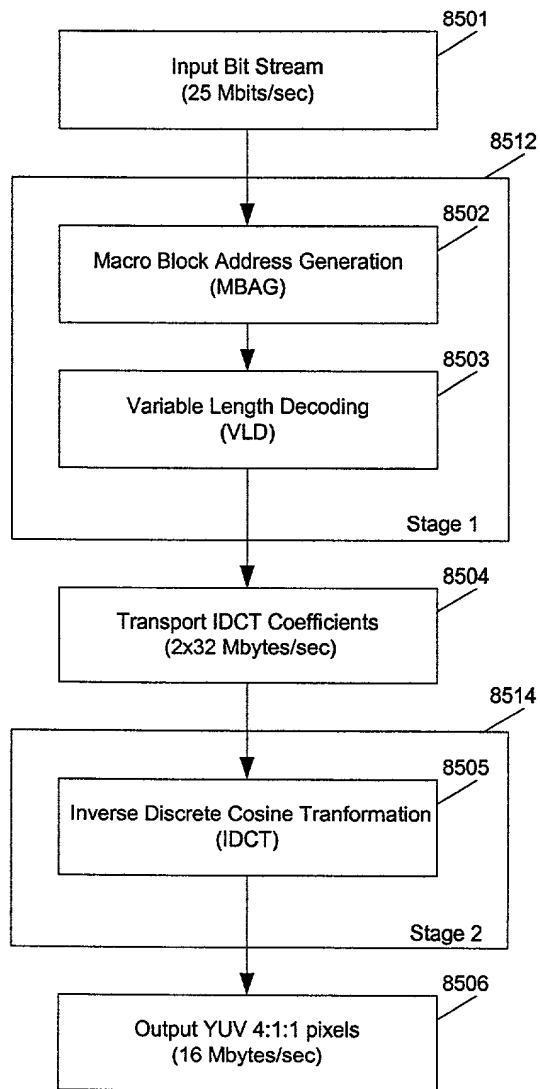 8501
Input Bit Stream
(25 Mbits/sec)
8512
8502
Macro Block Address Generation
(MBAG)
8503
Variable Length Decoding
(VLD)
Stage 1
8504
Transport IDCT Coefficients
(2x32 Mbytes/sec)
8514
8505
Inverse Discrete Cosine Tranformation
(IDCT)
Stage 2
8506
Output YUV 4:1:1 pixels
(16 Mbytes/sec)